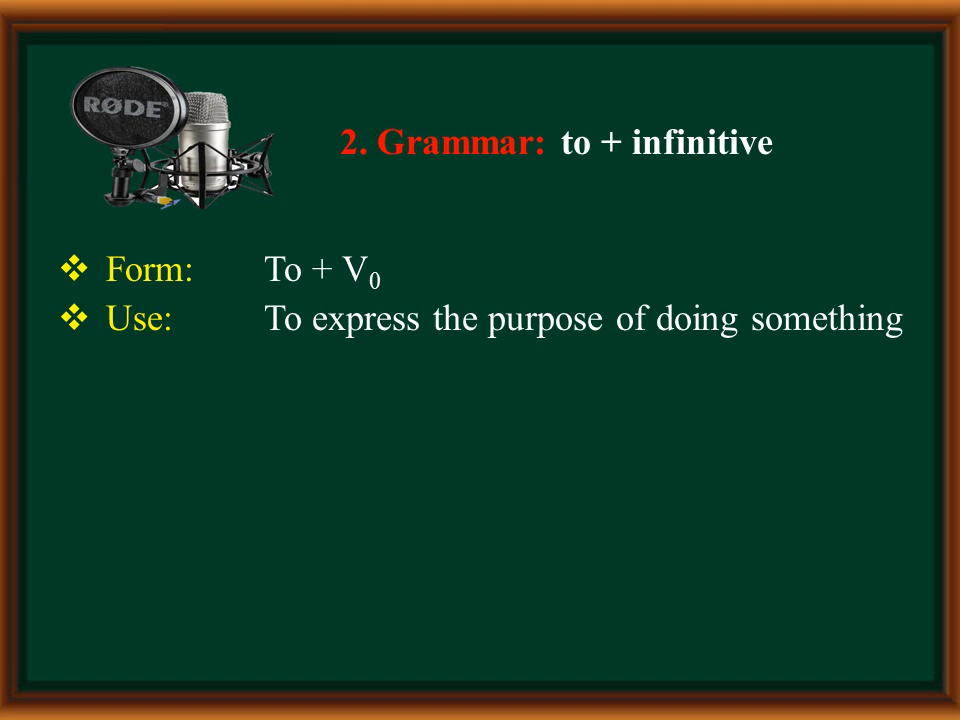 RØDE
2. Grammar: to + infinitive
❖ Form: To + V₀
❖ Use: To express the purpose of doing something